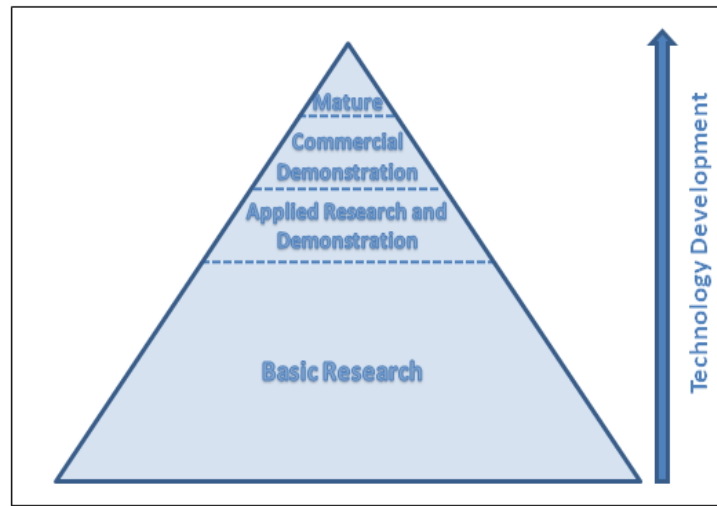 Mature
Commercial
Demonstration
Applied Research and
Demonstration
Basic Research
Technology Development